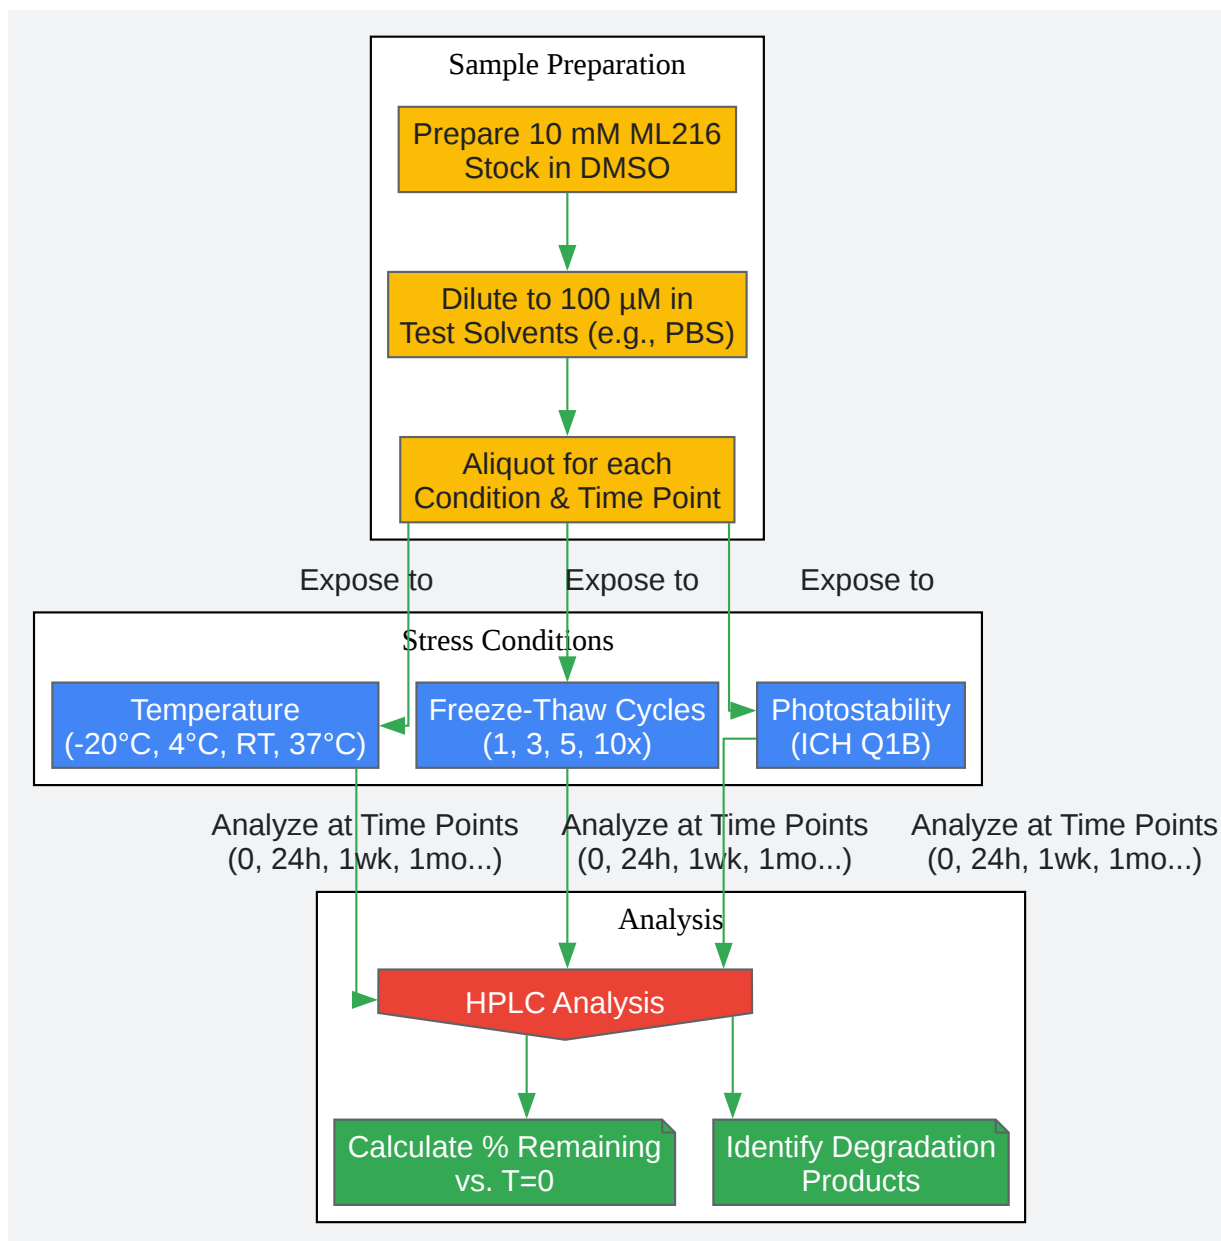 Sample Preparation
Prepare 10 mM ML216
Stock in DMSO
Dilute to 100 µM in
Test Solvents (e.g., PBS)
Aliquot for each
Condition & Time Point
Expose to
Expose to
Expose to
Stress Conditions
Temperature
(-20°C, 4°C, RT, 37°C)
Freeze-Thaw Cycles
(1, 3, 5, 10x)
Photostability
(ICH Q1B)
Analyze at Time Points
(0, 24h, 1wk, 1mo...)
Analyze at Time Points
(0, 24h, 1wk, 1mo...)
Analyze at Time Points
(0, 24h, 1wk, 1mo...)
Analysis
HPLC Analysis
Calculate % Remaining
vs. T=0
Identify Degradation
Products